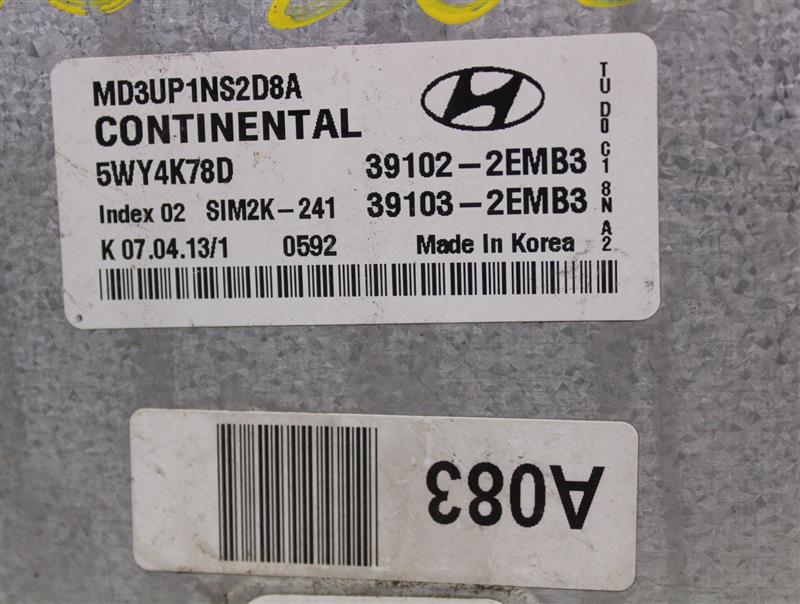 MD3UP1NS2D8A
CONTINENTAL
5WY4K78D 39102-2EMB3
Index 02 SIM2K-241 39103-2EMB3
K 07.04.13/1 0592 Made In Korea
TU D0 C1 8N A2
A083